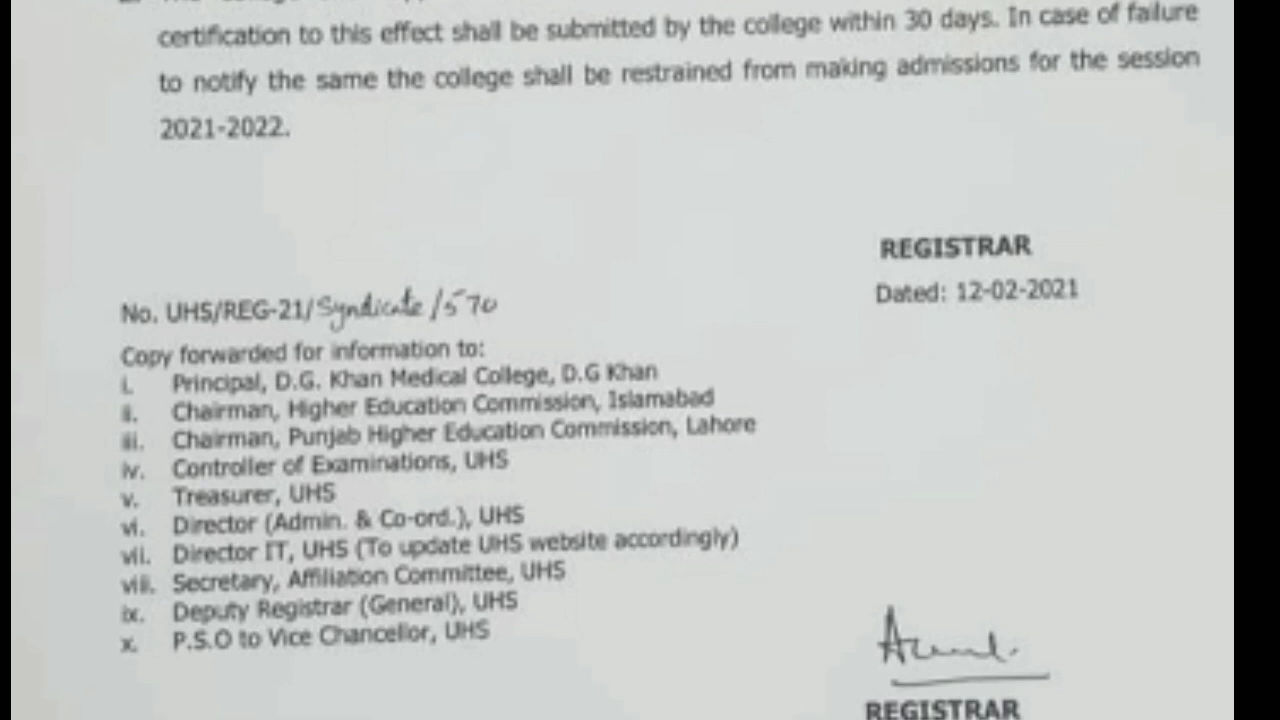 certification to this effect shall be submitted by the college within 30 days. In case of failure
to notify the same the college shall be restrained from making admissions for the session
2021-2022.
REGISTRAR
Dated: 12-02-2021
No. UHS/REG-21/Syndicate/570
Copy forwarded for information to:
i. Principal, D.G. Khan Medical College, D.G Khan
ii. Chairman, Higher Education Commission, Islamabad
iii. Chairman, Punjab Higher Education Commission, Lahore
iv. Controller of Examinations, UHS
v. Treasurer, UHS
vi. Director (Admin. & Co-ord.), UHS
vii. Director IT, UHS (To update UHS website accordingly)
viii. Secretary, Affiliation Committee, UHS
ix. Deputy Registrar (General), UHS
x. P.S.O to Vice Chancellor, UHS
REGISTRAR